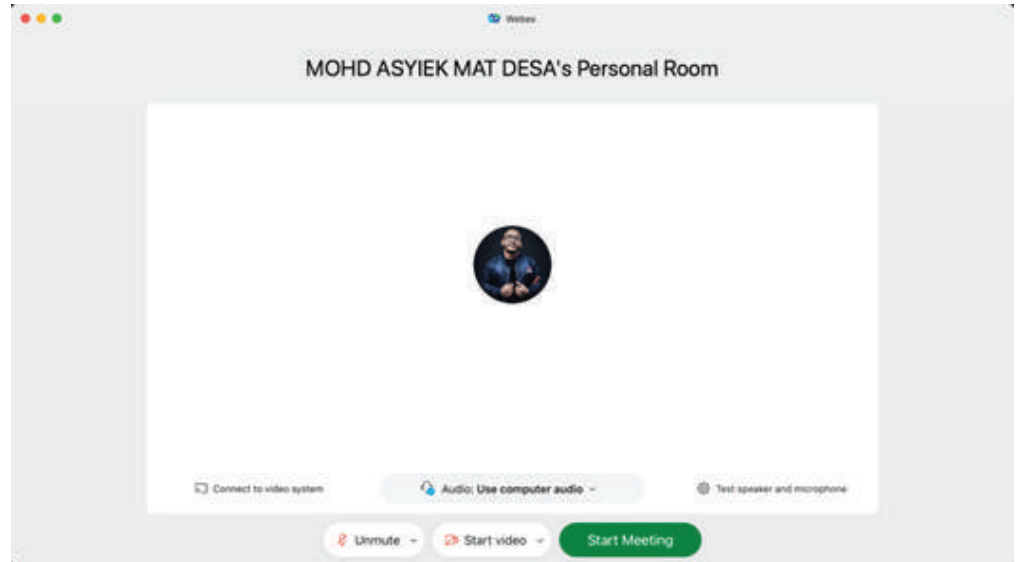 Webex
MOHD ASYIEK MAT DESA's Personal Room
Connect to video system
Audio: Use computer audio
Test speaker and microphone
Unmute
Start video
Start Meeting